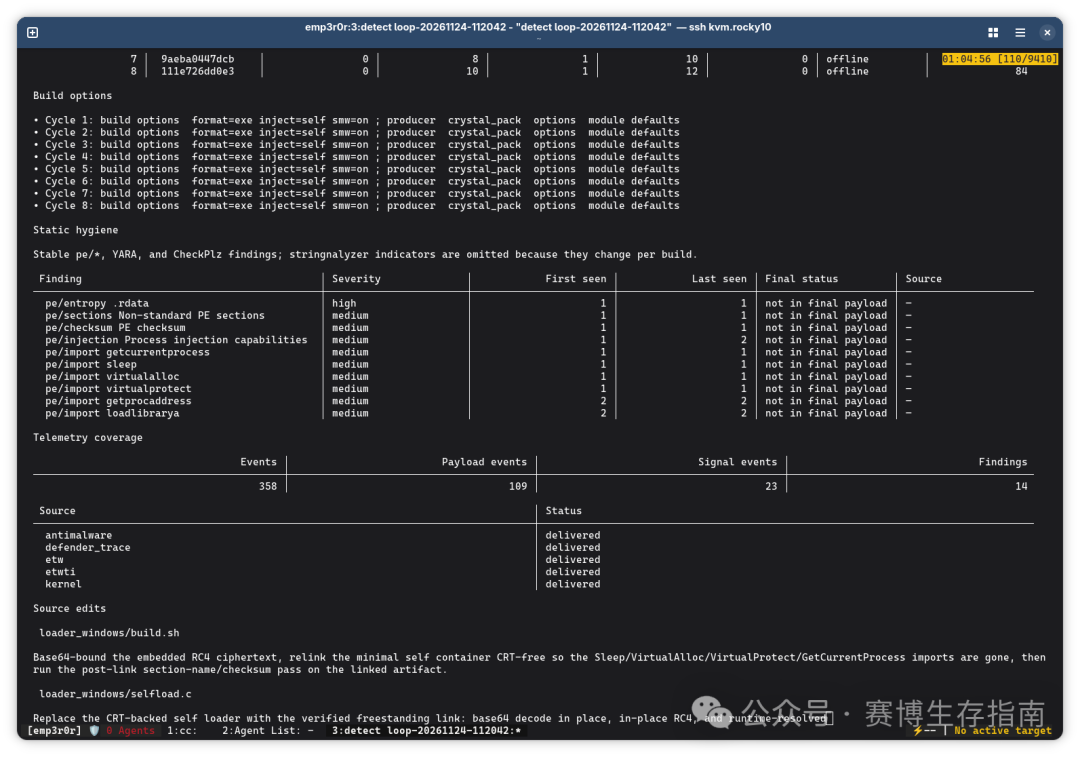 emp3r0r:3:detect loop-20261124-112042 - "detect loop-20261124-112042" — ssh kvm.rocky10
7 9aeba0447dcb 0 8 1 10 0 offline 01:04:56 [110/9410]
8 111e726dd0e3 0 10 1 12 0 offline 84
Build options
• Cycle 1: build options format=exe inject=self smw=on ; producer crystal_pack options module defaults
• Cycle 2: build options format=exe inject=self smw=on ; producer crystal_pack options module defaults
• Cycle 3: build options format=exe inject=self smw=on ; producer crystal_pack options module defaults
• Cycle 4: build options format=exe inject=self smw=on ; producer crystal_pack options module defaults
• Cycle 5: build options format=exe inject=self smw=on ; producer crystal_pack options module defaults
• Cycle 6: build options format=exe inject=self smw=on ; producer crystal_pack options module defaults
• Cycle 7: build options format=exe inject=self smw=on ; producer crystal_pack options module defaults
• Cycle 8: build options format=exe inject=self smw=on ; producer crystal_pack options module defaults
Static hygiene
Stable pe/*, YARA, and CheckPlz findings; stringnalyzer indicators are omitted because they change per build.
Finding Severity First seen Last seen Final status Source
pe/entropy .rdata high 1 1 not in final payload –
pe/sections Non-standard PE sections medium 1 1 not in final payload –
pe/checksum PE checksum medium 1 1 not in final payload –
pe/injection Process injection capabilities medium 1 2 not in final payload –
pe/import getcurrentprocess medium 1 1 not in final payload –
pe/import sleep medium 1 1 not in final payload –
pe/import virtualalloc medium 1 1 not in final payload –
pe/import virtualprotect medium 1 1 not in final payload –
pe/import getprocaddress medium 2 2 not in final payload –
pe/import loadlibrarya medium 2 2 not in final payload –
Telemetry coverage
Events Payload events Signal events Findings
358 109 23 14
Source Status
antimalware delivered
defender_trace delivered
etw delivered
etwti delivered
kernel delivered
Source edits
loader_windows/build.sh
Base64-bound the embedded RC4 ciphertext, relink the minimal self container CRT-free so the Sleep/VirtualAlloc/VirtualProtect/GetCurrentProcess imports are gone, then
run the post-link section-name/checksum pass on the linked artifact.
loader_windows/selfload.c
Replace the CRT-backed self loader with the verified freestanding link: base64 decode in place, in-place RC4, and runtime-resolved
公众号 · 赛博生存指南
[emp3r0r] 0 Agents 1:cc: 2:Agent List: – 3:detect loop-20261124-112042:* ⚡-- | No active target